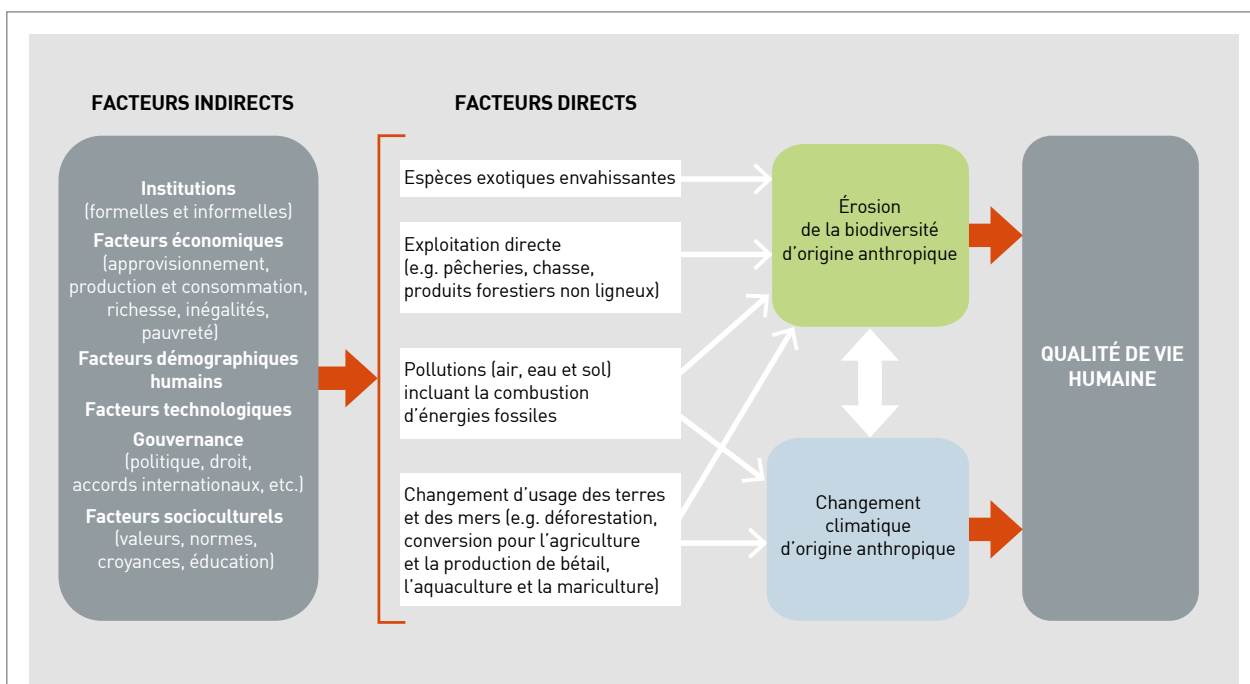 FACTEURS INDIRECTS
Institutions
(formelles et informelles)
Facteurs économiques
(approvisionnement,
production et consommation,
richesse, inégalités,
pauvreté)
Facteurs démographiques
humains
Facteurs technologiques
Gouvernance
(politique, droit,
accords internationaux, etc.)
Facteurs socioculturels
(valeurs, normes,
croyances, éducation)
FACTEURS DIRECTS
Espèces exotiques envahissantes
Exploitation directe
(e.g. pêcheries, chasse,
produits forestiers non ligneux)
Pollutions (air, eau et sol)
incluant la combustion
d’énergies fossiles
Changement d’usage des terres
et des mers (e.g. déforestation,
conversion pour l’agriculture
et la production de bétail,
l’aquaculture et la mariculture)
Érosion
de la biodiversité
d’origine anthropique
Changement
climatique
d’origine anthropique
QUALITÉ DE VIE
HUMAINE